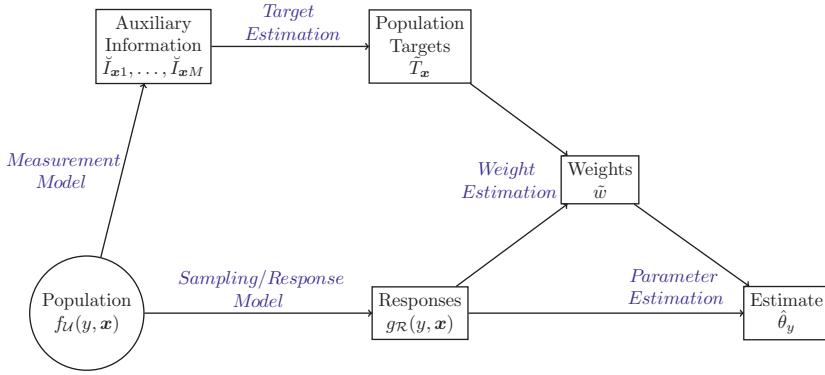 Auxiliary
Information
Ĭ𝒙1, . . . , Ĭ𝒙M
Target
Estimation
Population
Targets
T̃𝒙
Measurement
Model
Weight
Estimation
Weights
w̃
Population
f𝒰(y, 𝒙)
Sampling/Response
Model
Responses
gℛ(y, 𝒙)
Parameter
Estimation
Estimate
θ̂y